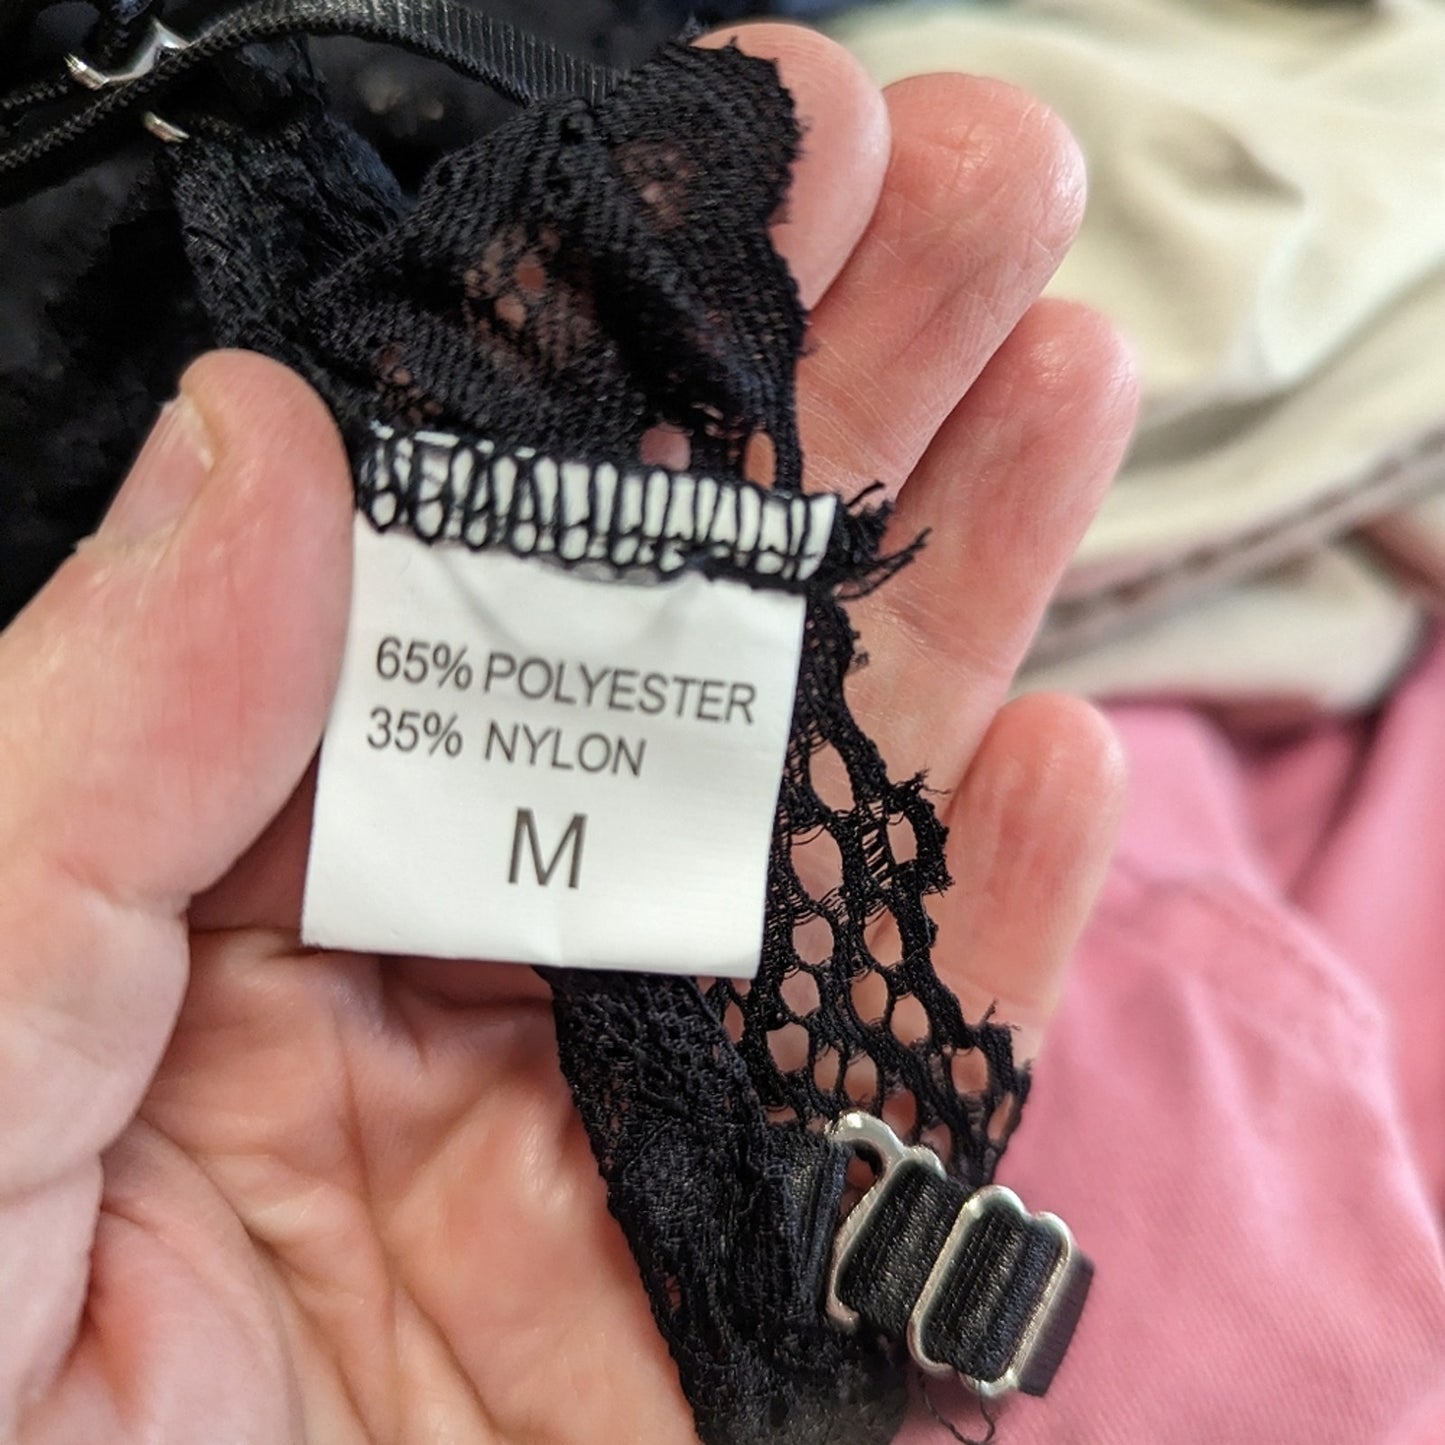 65% POLYESTER
35% NYLON
M